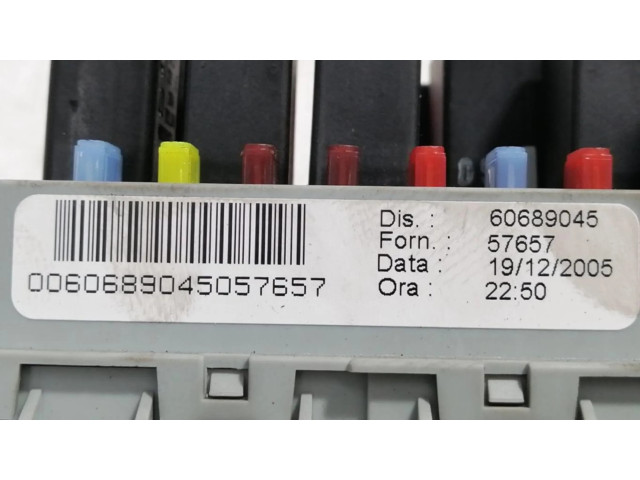 Dis. : 60689045
Forn. : 57657
Data : 19/12/2005
Ora : 22:50
0060689045057657